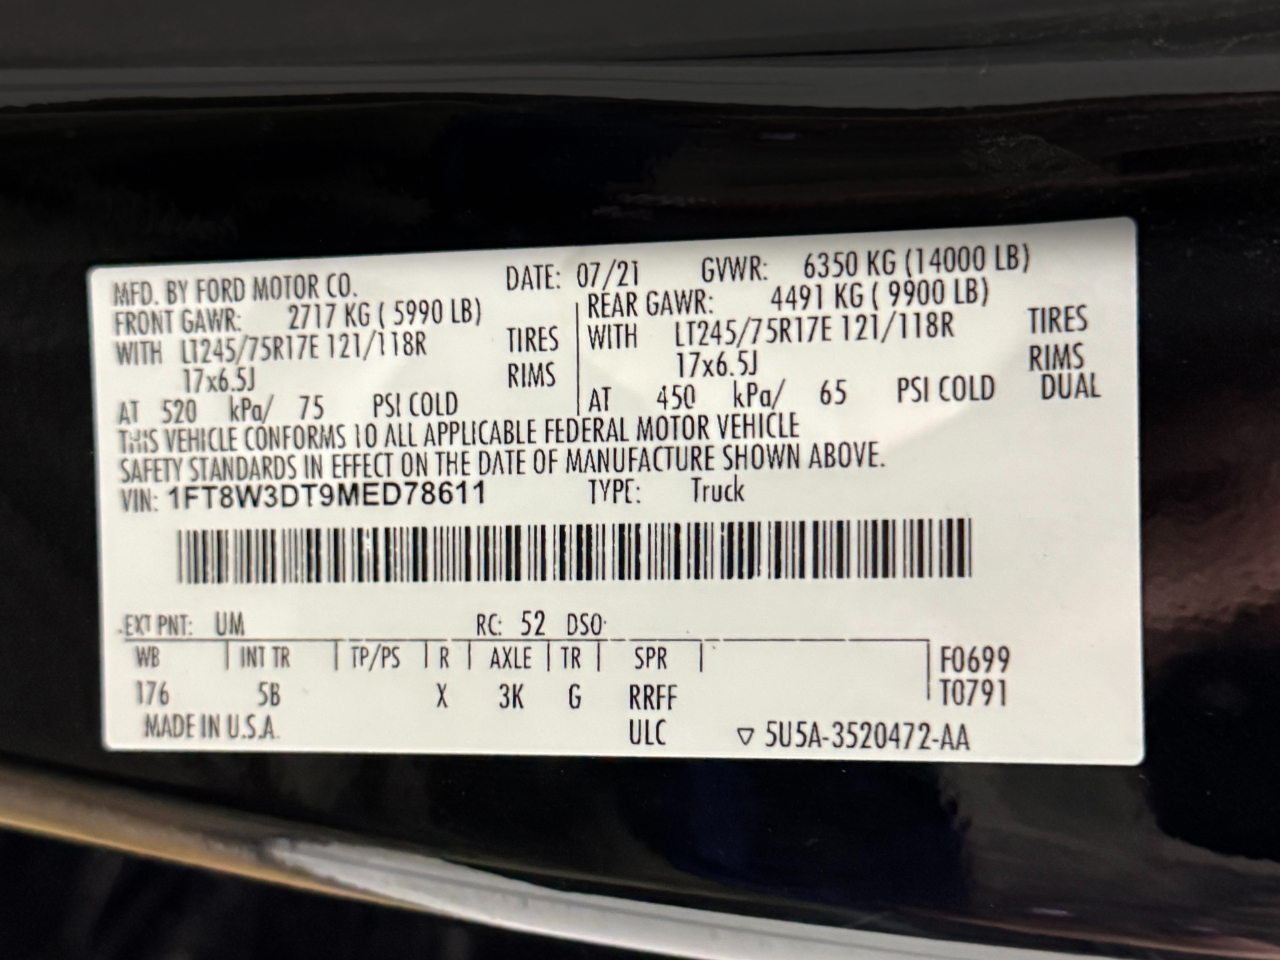 MFD. BY FORD MOTOR CO. DATE: 07/21 GVWR: 6350 KG (14000 LB)
FRONT GAWR: 2717 KG ( 5990 LB) REAR GAWR: 4491 KG ( 9900 LB)
WITH LT245/75R17E 121/118R TIRES WITH LT245/75R17E 121/118R TIRES
17x6.5J RIMS 17x6.5J RIMS
AT 520 kPa/ 75 PSI COLD AT 450 kPa/ 65 PSI COLD DUAL
THIS VEHICLE CONFORMS TO ALL APPLICABLE FEDERAL MOTOR VEHICLE
SAFETY STANDARDS IN EFFECT ON THE DATE OF MANUFACTURE SHOWN ABOVE.
VIN: 1FT8W3DT9MED78611 TYPE: Truck
EXT PNT: UM RC: 52 DSO:
WB INT TR TP/PS R AXLE TR SPR F0699
176 5B X 3K G RRFF T0791
MADE IN U.S.A. ULC ▽ 5U5A-3520472-AA